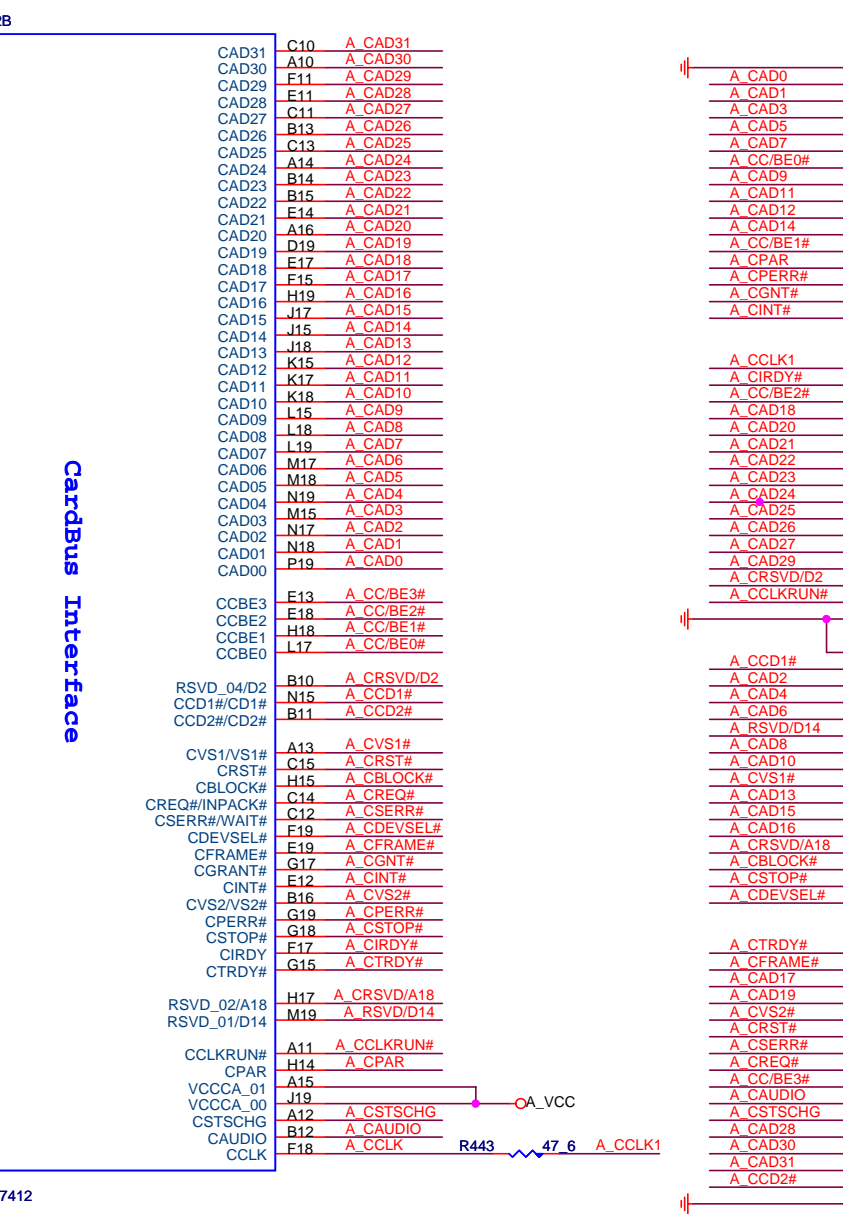 2B
CardBus Interface
CAD31 C10 A_CAD31
CAD30 A10 A_CAD30
CAD29 F11 A_CAD29
CAD28 E11 A_CAD28
CAD27 C11 A_CAD27
CAD26 B13 A_CAD26
CAD25 C13 A_CAD25
CAD24 A14 A_CAD24
CAD23 B14 A_CAD23
CAD22 B15 A_CAD22
CAD21 E14 A_CAD21
CAD20 A16 A_CAD20
CAD19 D19 A_CAD19
CAD18 E17 A_CAD18
CAD17 F15 A_CAD17
CAD16 H19 A_CAD16
CAD15 J17 A_CAD15
CAD14 J15 A_CAD14
CAD13 J18 A_CAD13
CAD12 K15 A_CAD12
CAD11 K17 A_CAD11
CAD10 K18 A_CAD10
CAD09 L15 A_CAD9
CAD08 L18 A_CAD8
CAD07 L19 A_CAD7
CAD06 M17 A_CAD6
CAD05 M18 A_CAD5
CAD04 N19 A_CAD4
CAD03 M15 A_CAD3
CAD02 N17 A_CAD2
CAD01 N18 A_CAD1
CAD00 P19 A_CAD0
CCBE3 E13 A_CC/BE3#
CCBE2 E18 A_CC/BE2#
CCBE1 H18 A_CC/BE1#
CCBE0 L17 A_CC/BE0#
RSVD_04/D2 B10 A_CRSVD/D2
CCD1#/CD1# N15 A_CCD1#
CCD2#/CD2# B11 A_CCD2#
CVS1/VS1# A13 A_CVS1#
CRST# C15 A_CRST#
CBLOCK# H15 A_CBLOCK#
CREQ#/INPACK# C14 A_CREQ#
CSERR#/WAIT# C12 A_CSERR#
CDEVSEL# F19 A_CDEVSEL#
CFRAME# E19 A_CFRAME#
CGRANT# G17 A_CGNT#
CINT# E12 A_CINT#
CVS2/VS2# B16 A_CVS2#
CPERR# G19 A_CPERR#
CSTOP# G18 A_CSTOP#
CIRDY F17 A_CIRDY#
CTRDY# G15 A_CTRDY#
RSVD_02/A18 H17 A_CRSVD/A18
RSVD_01/D14 M19 A_RSVD/D14
CCLKRUN# A11 A_CCLKRUN#
CPAR H14 A_CPAR
VCCCA_01 A15
VCCCA_00 J19 A_VCC
CSTSCHG A12 A_CSTSCHG
CAUDIO B12 A_CAUDIO
CCLK F18 A_CCLK R443 47_6 A_CCLK1
7412
A_CAD0
A_CAD1
A_CAD3
A_CAD5
A_CAD7
A_CC/BE0#
A_CAD9
A_CAD11
A_CAD12
A_CAD14
A_CC/BE1#
A_CPAR
A_CPERR#
A_CGNT#
A_CINT#
A_CCLK1
A_CIRDY#
A_CC/BE2#
A_CAD18
A_CAD20
A_CAD21
A_CAD22
A_CAD23
A_CAD24
A_CAD25
A_CAD26
A_CAD27
A_CAD29
A_CRSVD/D2
A_CCLKRUN#
A_CCD1#
A_CAD2
A_CAD4
A_CAD6
A_RSVD/D14
A_CAD8
A_CAD10
A_CVS1#
A_CAD13
A_CAD15
A_CAD16
A_CRSVD/A18
A_CBLOCK#
A_CSTOP#
A_CDEVSEL#
A_CTRDY#
A_CFRAME#
A_CAD17
A_CAD19
A_CVS2#
A_CRST#
A_CSERR#
A_CREQ#
A_CC/BE3#
A_CAUDIO
A_CSTSCHG
A_CAD28
A_CAD30
A_CAD31
A_CCD2#